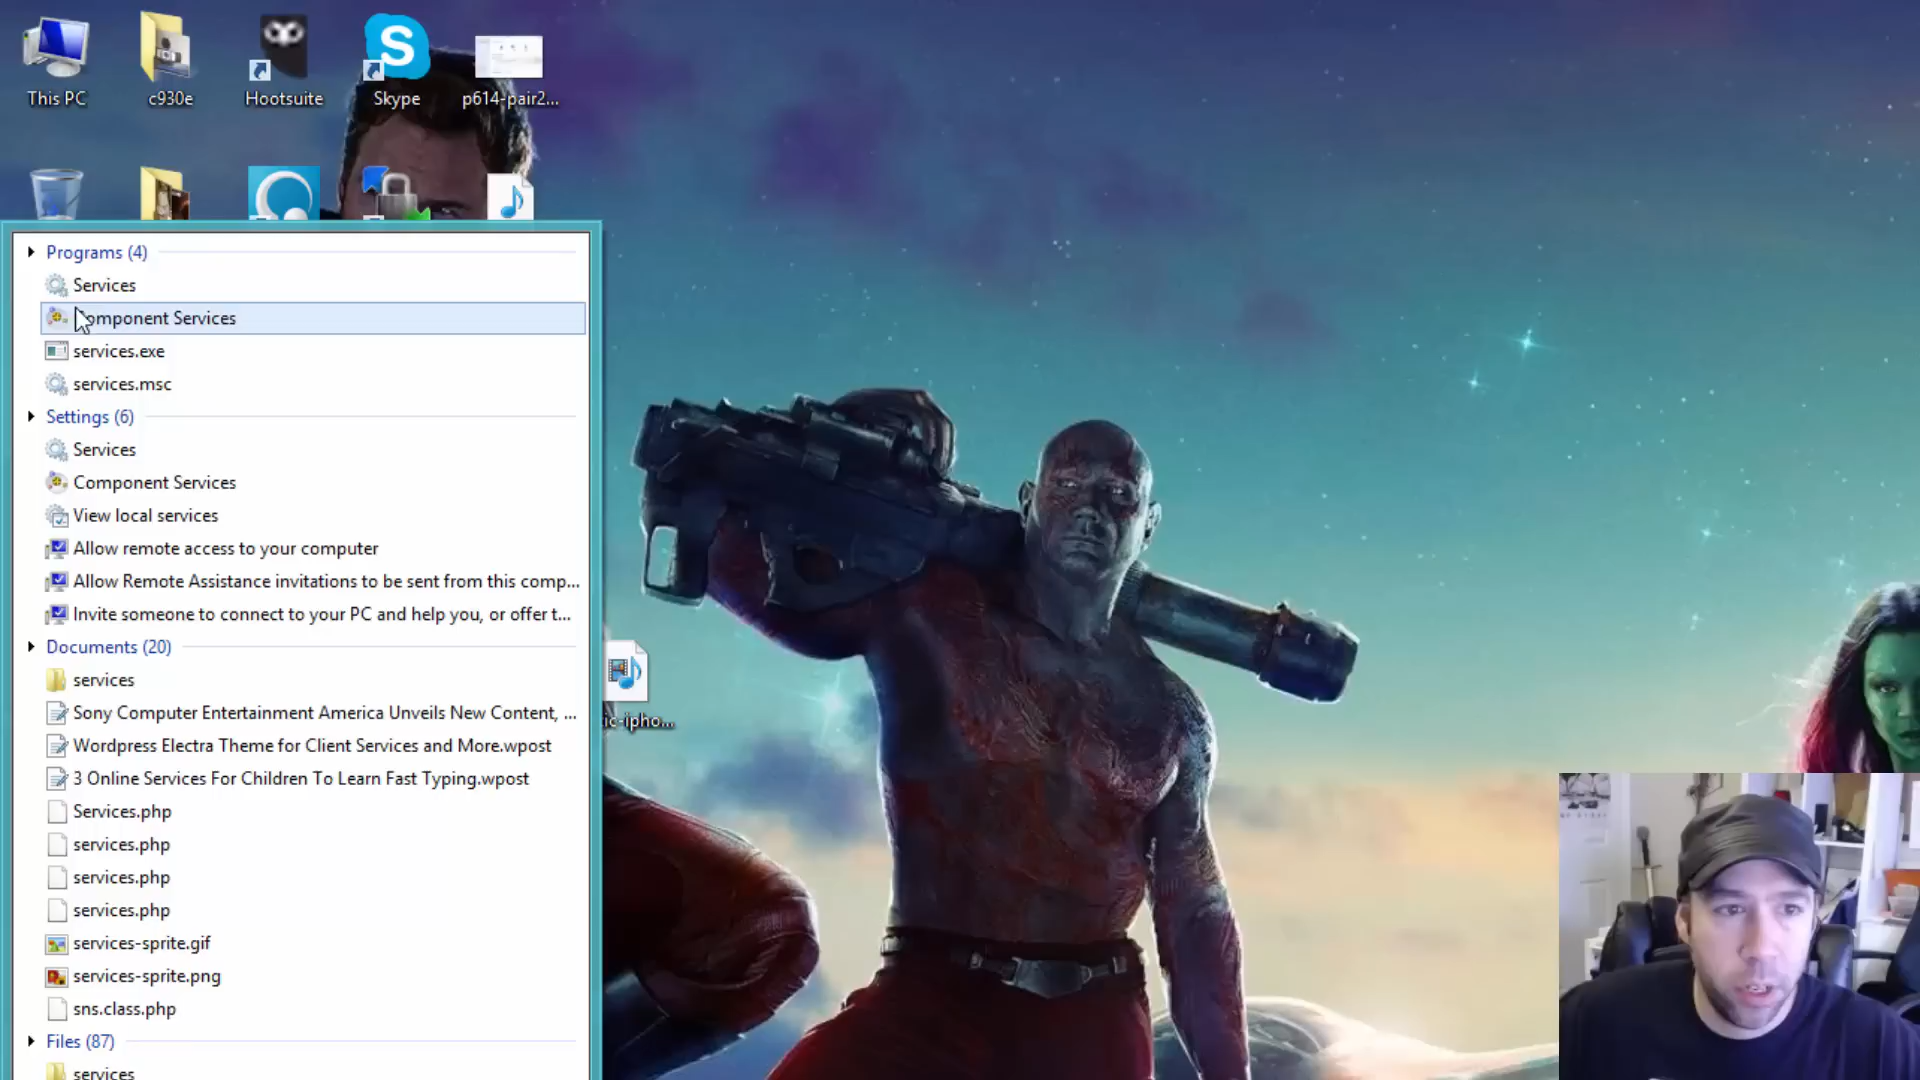 This PC
c930e
Hootsuite
Skype
p614-pair2...
Programs (4)
Services
omponent Services
services.exe
services.msc
Settings (6)
Services
Component Services
View local services
Allow remote access to your computer
Allow Remote Assistance invitations to be sent from this comp...
Invite someone to connect to your PC and help you, or offer t...
Documents (20)
services
Sony Computer Entertainment America Unveils New Content, ...
ic-ipho...
Wordpress Electra Theme for Client Services and More.wpost
3 Online Services For Children To Learn Fast Typing.wpost
Services.php
services.php
services.php
services.php
services-sprite.gif
services-sprite.png
sns.class.php
Files (87)
services